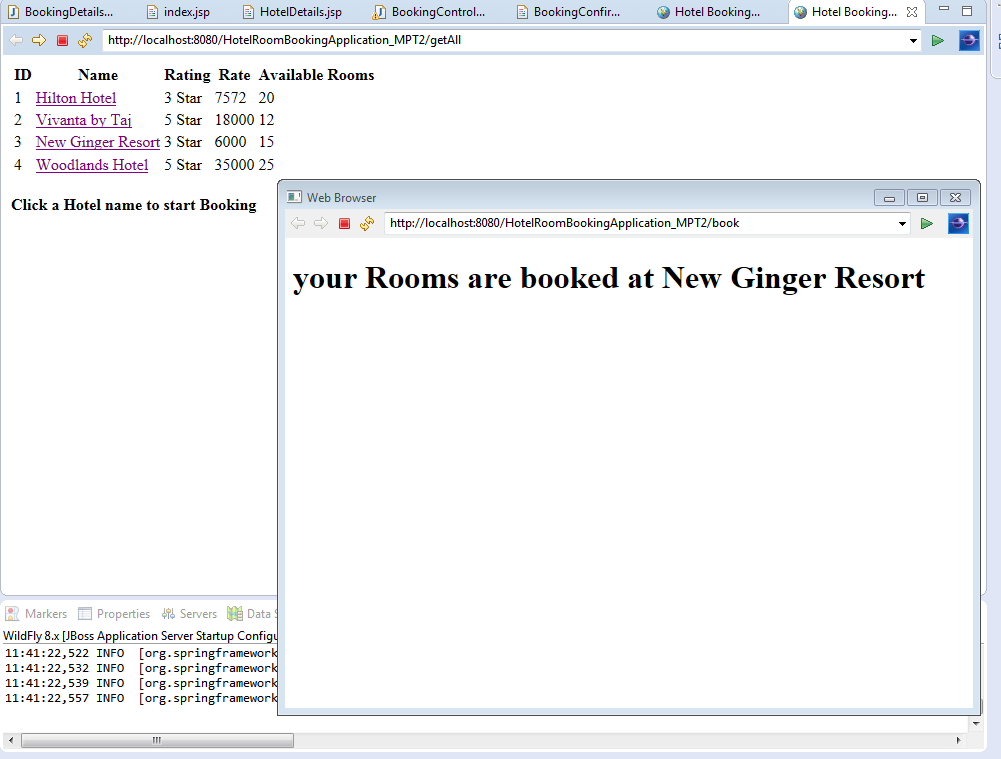 BookingDetails... index.jsp HotelDetails.jsp BookingControl... BookingConfir... Hotel Booking... Hotel Booking...
http://localhost:8080/HotelRoomBookingApplication_MPT2/getAll
ID Name Rating Rate Available Rooms
1 Hilton Hotel 3 Star 7572 20
2 Vivanta by Taj 5 Star 18000 12
3 New Ginger Resort 3 Star 6000 15
4 Woodlands Hotel 5 Star 35000 25
Click a Hotel name to start Booking
Web Browser
http://localhost:8080/HotelRoomBookingApplication_MPT2/book
your Rooms are booked at New Ginger Resort
Markers Properties Servers Data
WildFly 8.x [JBoss Application Server Startup Configu
11:41:22,522 INFO [org.springframework
11:41:22,532 INFO [org.springframework
11:41:22,539 INFO [org.springframework
11:41:22,557 INFO [org.springframework